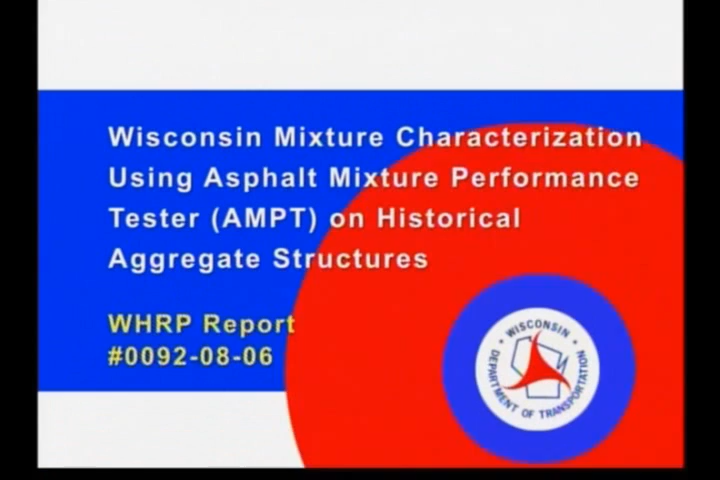 Wisconsin Mixture Characterization
Using Asphalt Mixture Performance
Tester (AMPT) on Historical
Aggregate Structures
WHRP Report
#0092-08-06
WISCONSIN
DEPARTMENT OF TRANSPORTATION